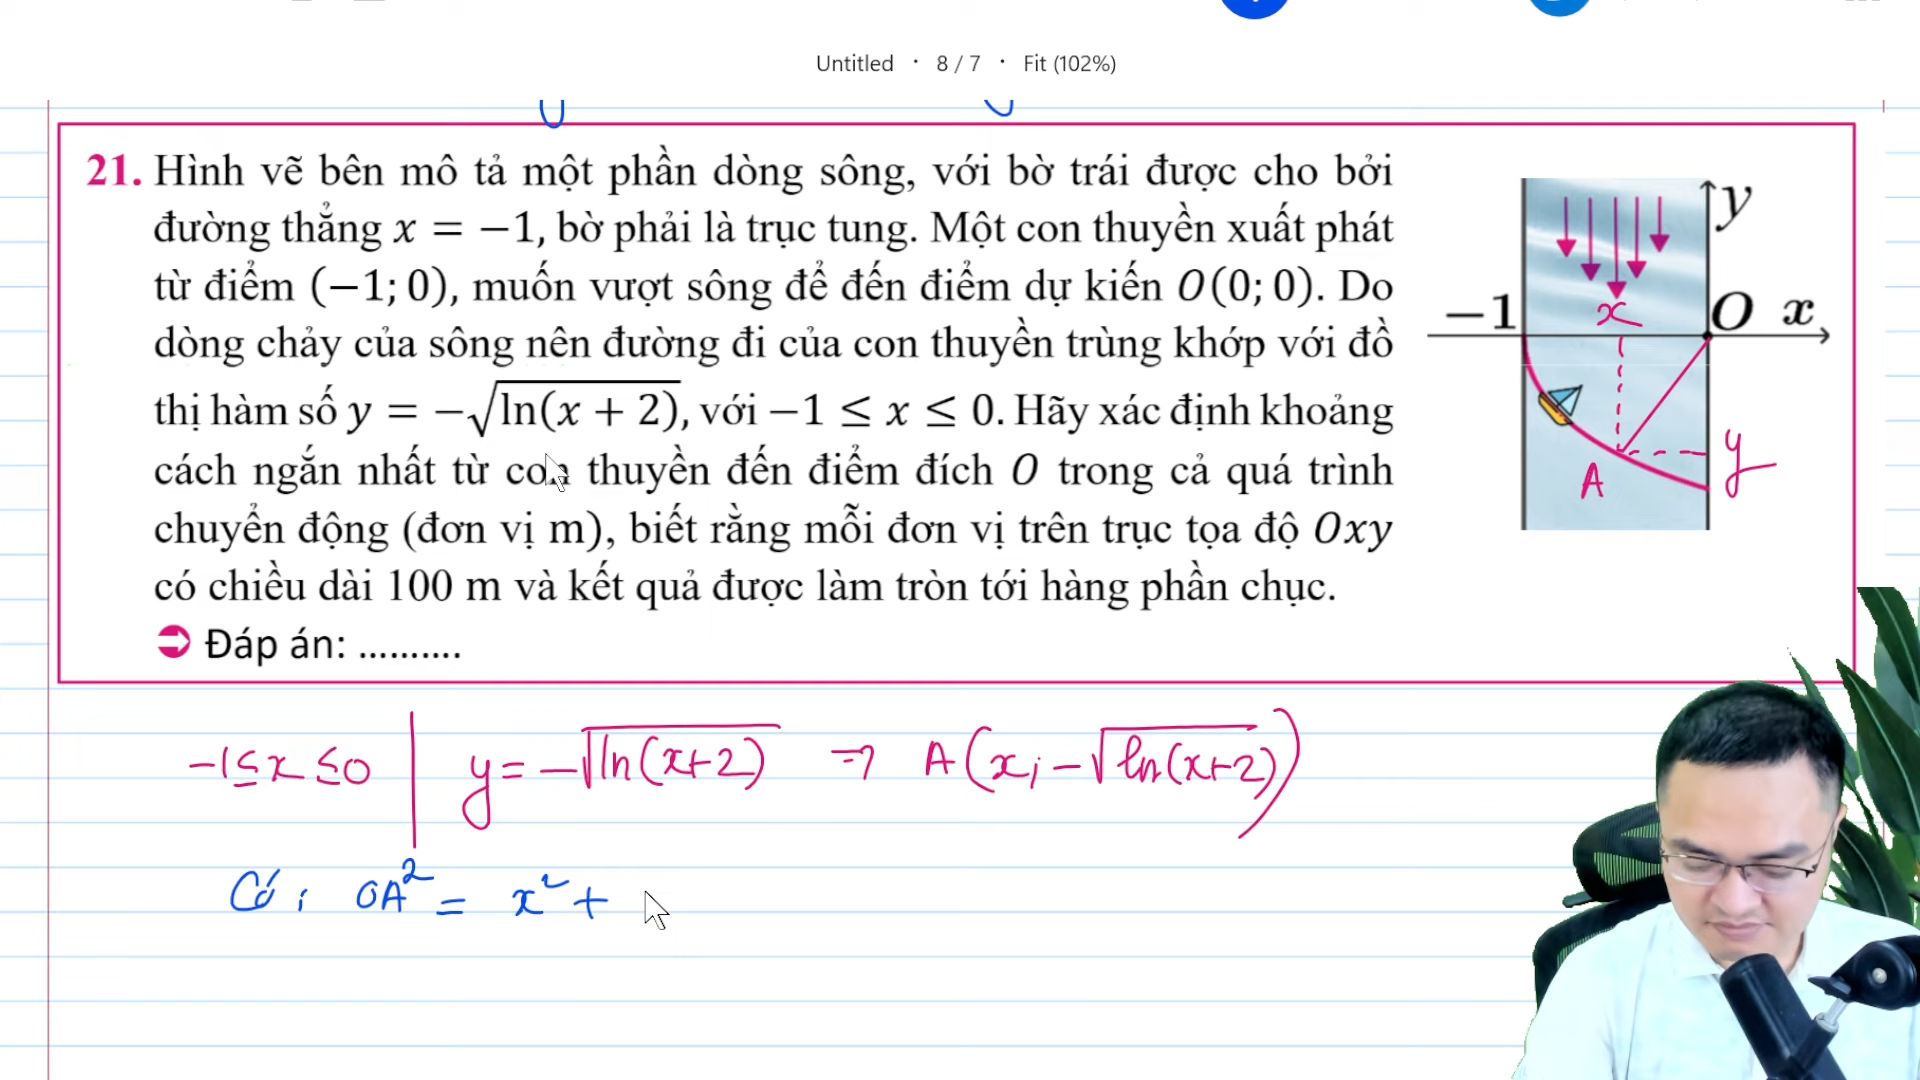 Untitled • 8 / 7 • Fit (102%)
21. Hình vẽ bên mô tả một phần dòng sông, với bờ trái được cho bởi
đường thẳng x = −1, bờ phải là trục tung. Một con thuyền xuất phát
từ điểm (−1; 0), muốn vượt sông để đến điểm dự kiến O(0; 0). Do
dòng chảy của sông nên đường đi của con thuyền trùng khớp với đồ
thị hàm số y = −√ln(x + 2), với −1 ≤ x ≤ 0. Hãy xác định khoảng
cách ngắn nhất từ con thuyền đến điểm đích O trong cả quá trình
chuyển động (đơn vị m), biết rằng mỗi đơn vị trên trục tọa độ Oxy
có chiều dài 100 m và kết quả được làm tròn tới hàng phần chục.
➲ Đáp án: ..........
y
−1 x O x
A y
-1 ≤ x ≤ 0 | y = −√ln(x+2) ⇒ A(x; −√ln(x+2))
Có: OA² = x² +